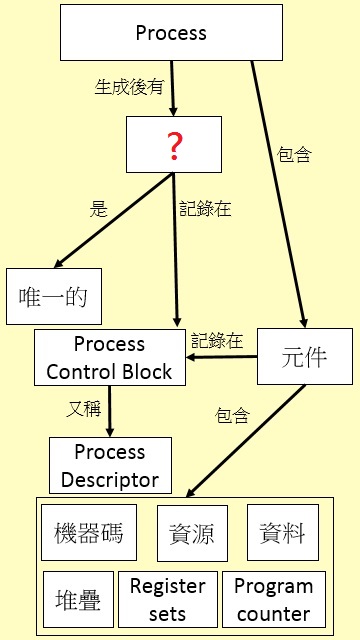 Process
生成後有
?
包含
是
記錄在
唯一的
Process
Control Block
記錄在
元件
又稱
包含
Process
Descriptor
機器碼
資源
資料
堆疊
Register
sets
Program
counter